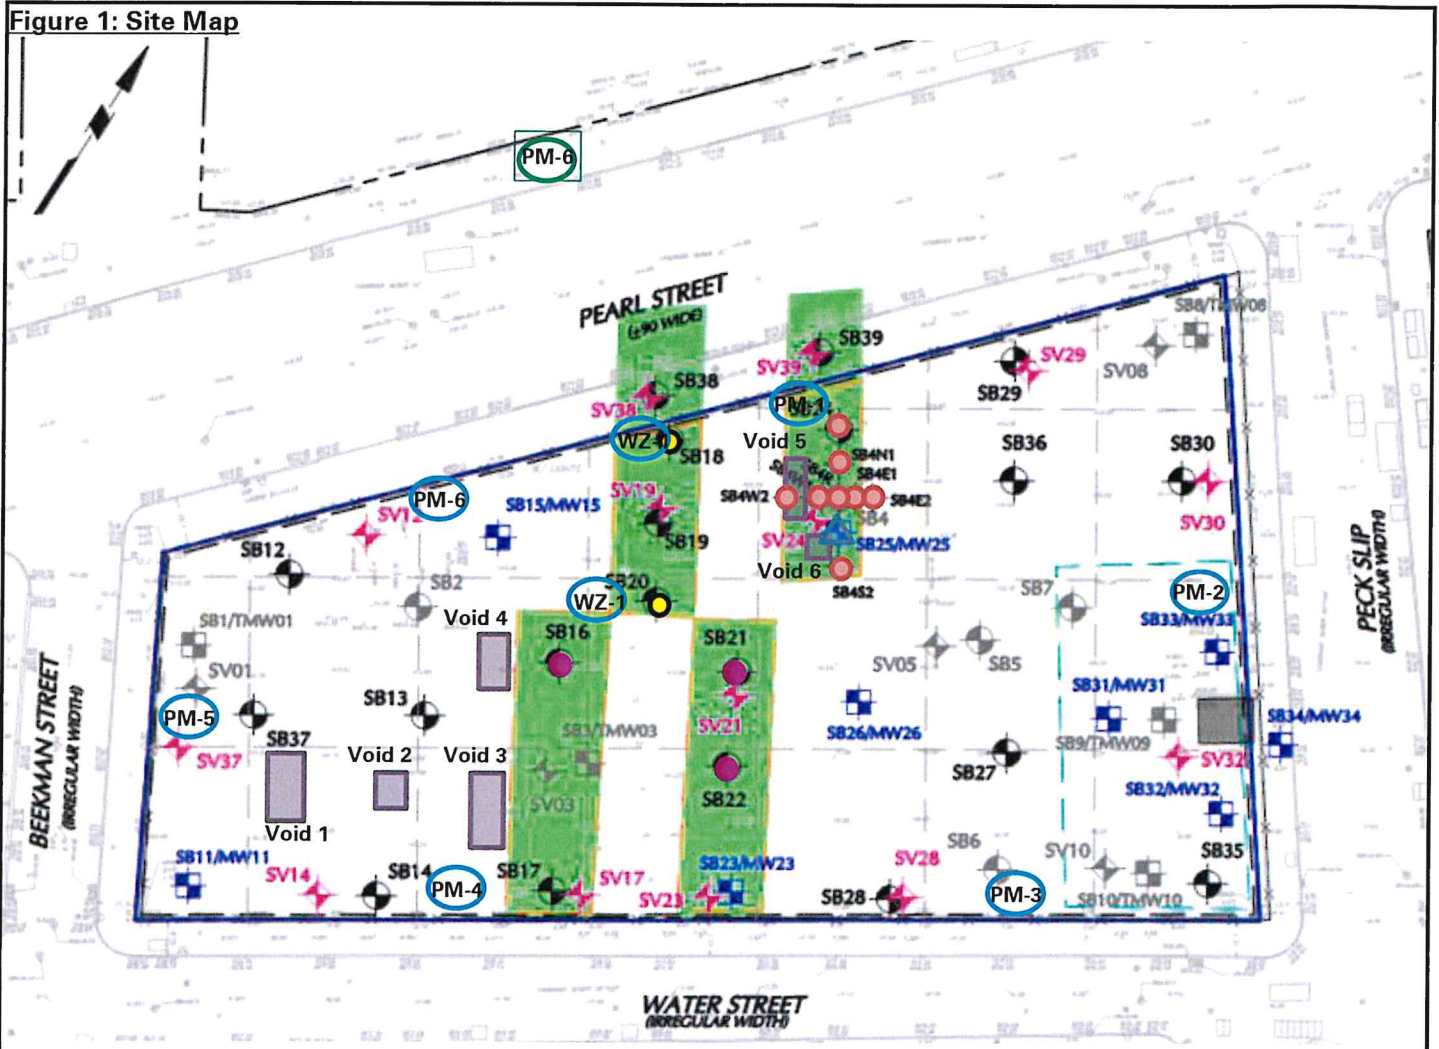 Figure 1: Site Map
PM-6
PEARL STREET
(±90 WIDE)
SB8/TMW08
SB39
SV39
SV29
SV08
SB29
SB38
SV38
PM-1
WZ-1
Void 5
SB36
SB30
SB18
SB4N1
SB4E1
PM-6
SV19
SB4W2
SB4E2
SB15/MW15
SV12
SB4
SV30
SB12
SB19
SV24
SB25/MW25
Void 6
SB20
SB4S2
SB2
WZ-1
SB7
PM-2
SB1/TMW01
Void 4
SB16
SB21
SB33/MW33
SV01
SV05
SB5
SB31/MW31
PM-5
SB13
SV21
SB26/MW26
SB3/TMW03
SB34/MW34
SB37
SB9/TMW09
SV37
Void 2
Void 3
SV32
SB27
SB22
SB32/MW32
SV03
Void 1
SB6
SV10
SB35
SB11/MW11
SB23/MW23
SV28
SV14
SB14
PM-4
SB17
SV17
SV23
SB28
PM-3
SB10/TMW10
BEEKMAN STREET
(IRREGULAR WIDTH)
PECK SLIP
(IRREGULAR WIDTH)
WATER STREET
(IRREGULAR WIDTH)